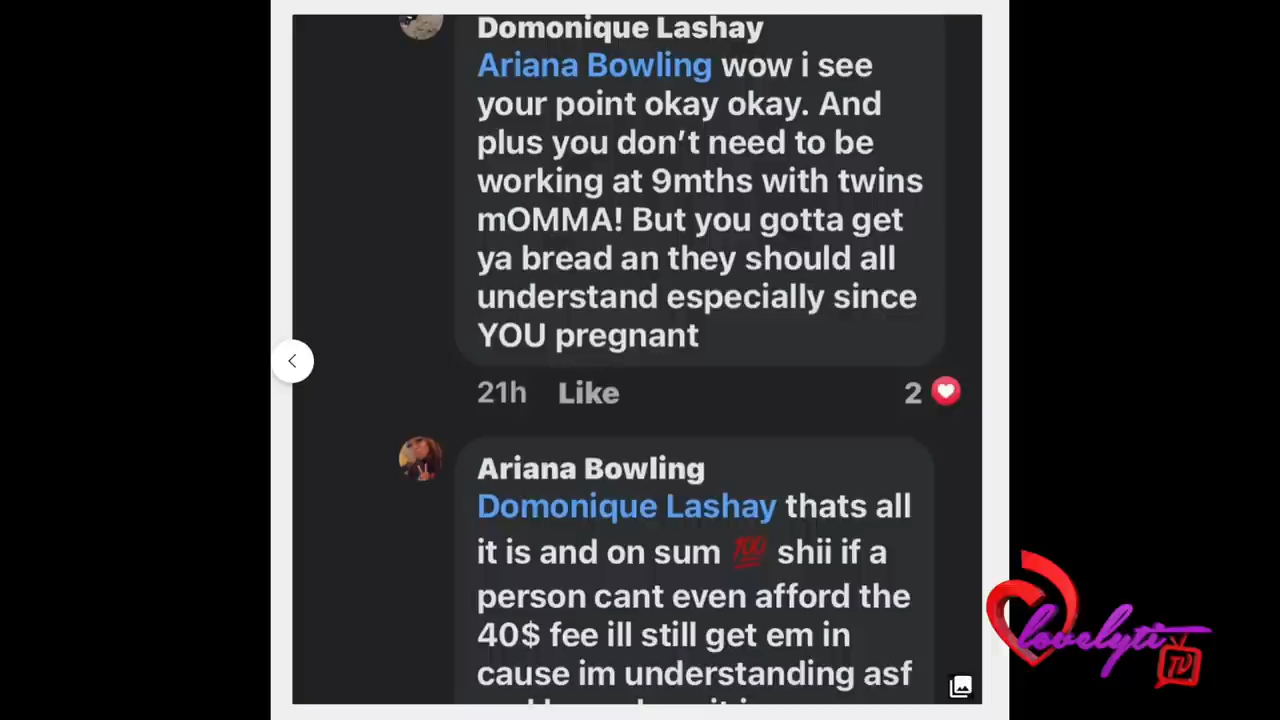 Domonique Lashay
Ariana Bowling wow i see
your point okay okay. And
plus you don’t need to be
working at 9mths with twins
mOMMA! But you gotta get
ya bread an they should all
understand especially since
YOU pregnant
21h Like 2
Ariana Bowling
Domonique Lashay thats all
it is and on sum 💯 shii if a
person cant even afford the
40$ fee ill still get em in
cause im understanding asf
lovelyti
TV